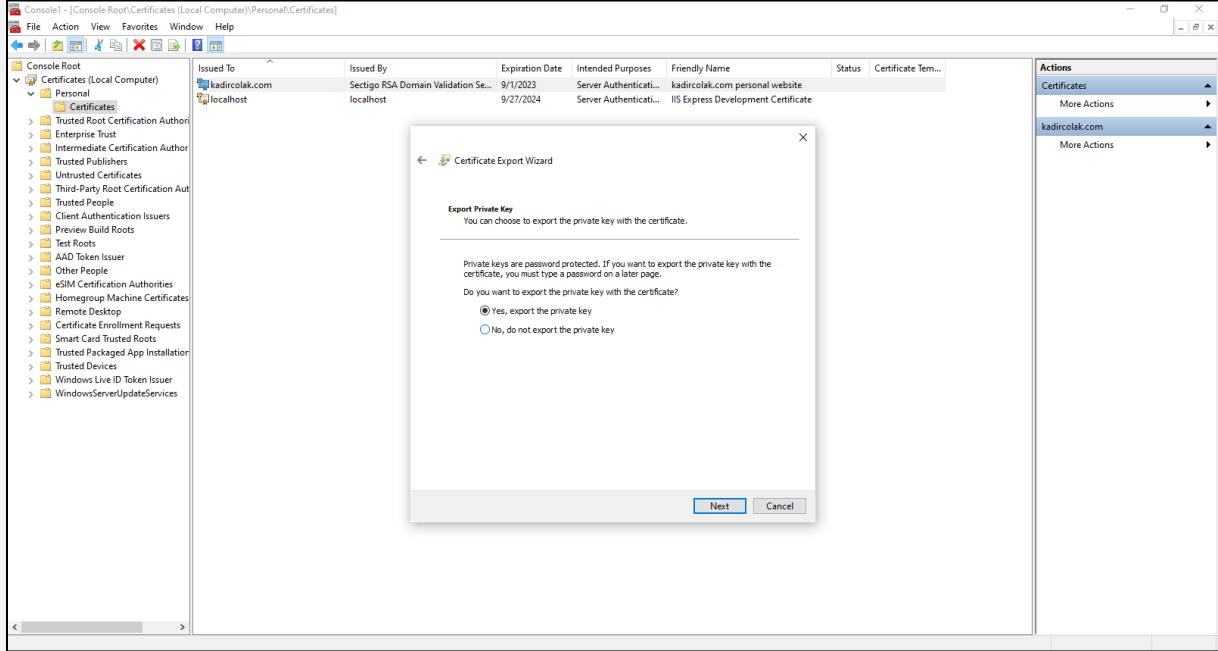 Console1 - [Console Root\Certificates (Local Computer)\Personal\Certificates]
File Action View Favorites Window Help
Console Root
Certificates (Local Computer)
Personal
Certificates
Trusted Root Certification Authori
Enterprise Trust
Intermediate Certification Author
Trusted Publishers
Untrusted Certificates
Third-Party Root Certification Aut
Trusted People
Client Authentication Issuers
Preview Build Roots
Test Roots
AAD Token Issuer
Other People
eSIM Certification Authorities
Homegroup Machine Certificates
Remote Desktop
Certificate Enrollment Requests
Smart Card Trusted Roots
Trusted Packaged App Installation
Trusted Devices
Windows Live ID Token Issuer
WindowsServerUpdateServices
Issued To Issued By Expiration Date Intended Purposes Friendly Name Status Certificate Tem...
kadircolak.com Sectigo RSA Domain Validation Se... 9/1/2023 Server Authenticati... kadircolak.com personal website
localhost localhost 9/27/2024 Server Authenticati... IIS Express Development Certificate
Certificate Export Wizard
Export Private Key
You can choose to export the private key with the certificate.
Private keys are password protected. If you want to export the private key with the
certificate, you must type a password on a later page.
Do you want to export the private key with the certificate?
Yes, export the private key
No, do not export the private key
Next Cancel
Actions
Certificates
More Actions
kadircolak.com
More Actions